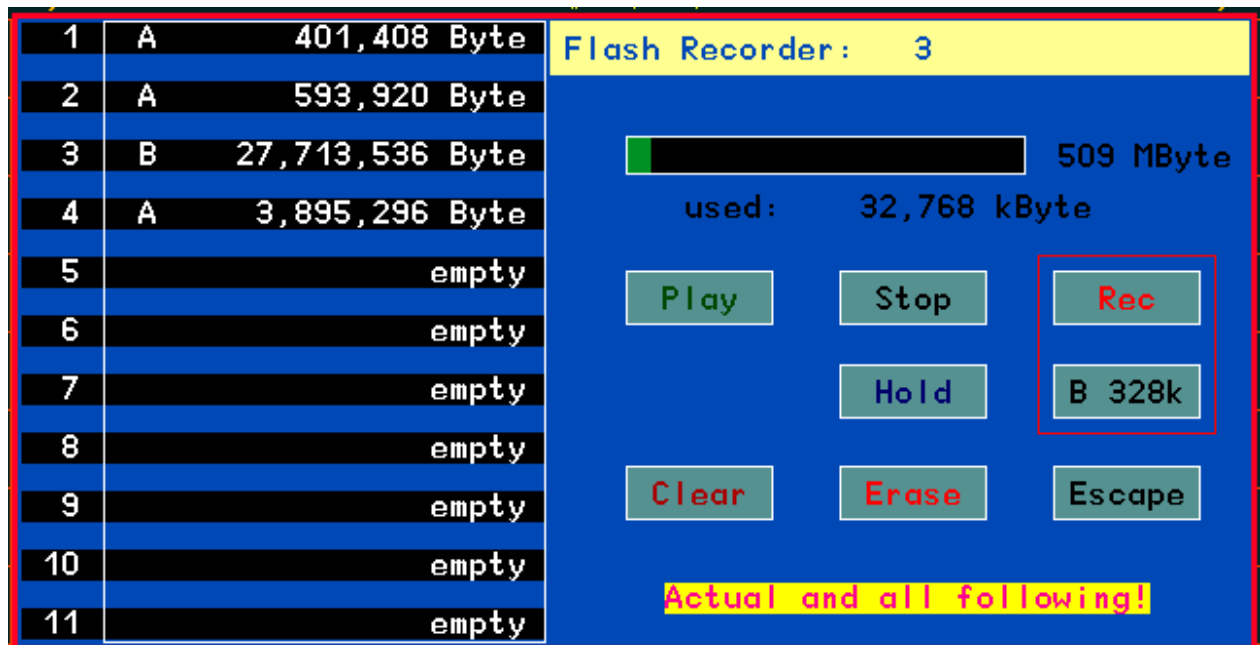 1 A 401,408 Byte
2 A 593,920 Byte
3 B 27,713,536 Byte
4 A 3,895,296 Byte
5 empty
6 empty
7 empty
8 empty
9 empty
10 empty
11 empty
Flash Recorder: 3
509 MByte
used: 32,768 kByte
Play Stop Rec
Hold B 328k
Clear Erase Escape
Actual and all following!